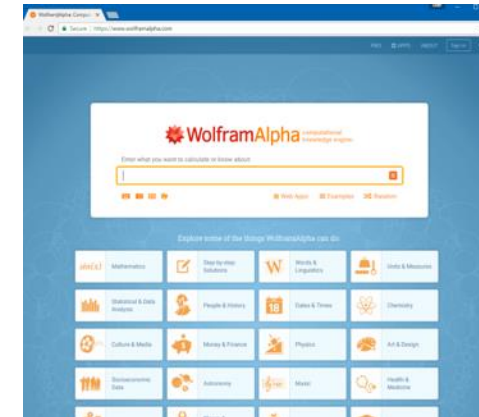 WolframAlpha Comput
Secure | https://www.wolframalpha.com
PRO APPS ABOUT Sign in
WolframAlpha computational knowledge engine
Enter what you want to calculate or know about:
Web Apps Examples Random
Explore some of the things Wolfram|Alpha can do
sin(x) Mathematics
Step-by-step Solutions
W Words & Linguistics
Units & Measures
Statistical & Data Analysis
People & History
18 Dates & Times
Chemistry
Culture & Media
$ Money & Finance
Physics
Art & Design
Socioeconomic Data
Astronomy
Music
Health & Medicine